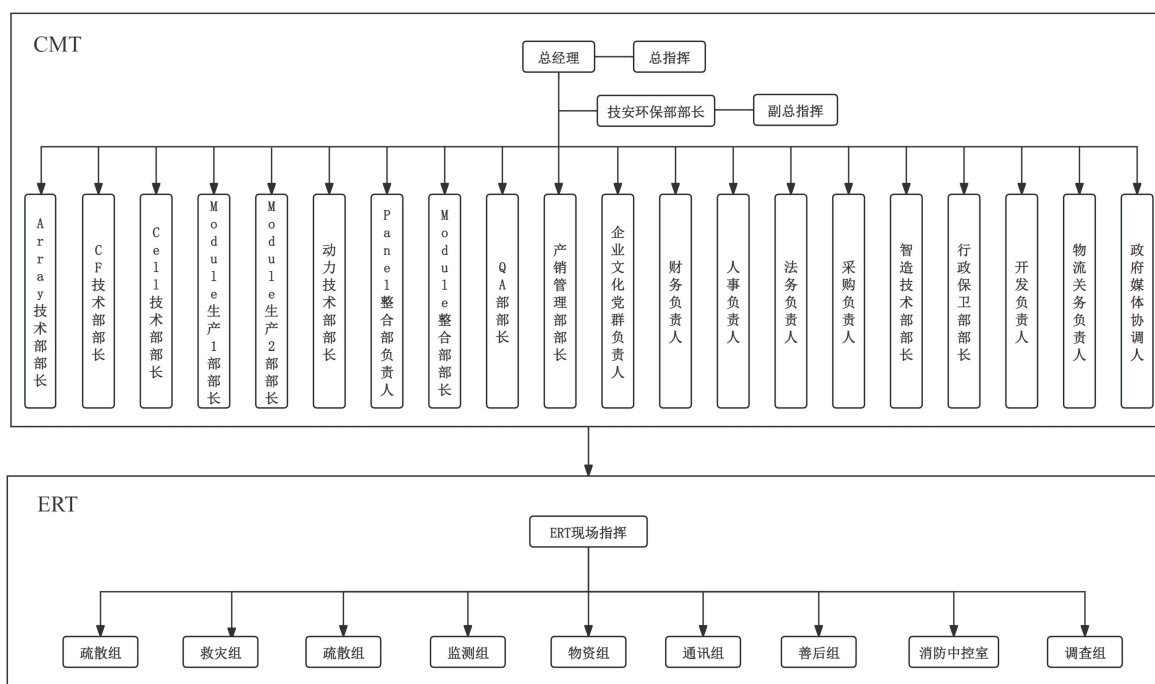 CMT
总经理
总指挥
技安环保部部长
副总指挥
Array技术部部长
CF技术部部长
Cell技术部部长
Module生产1部部长
Module生产2部部长
动力技术部部长
Panel整合部负责人
Module整合部部长
QA部部长
产销管理部部长
企业文化党群负责人
财务负责人
人事负责人
法务负责人
采购负责人
智造技术部部长
行政保卫部部长
开发负责人
物流关务负责人
政府媒体协调人
ERT
ERT现场指挥
疏散组
救灾组
疏散组
监测组
物资组
通讯组
善后组
消防中控室
调查组